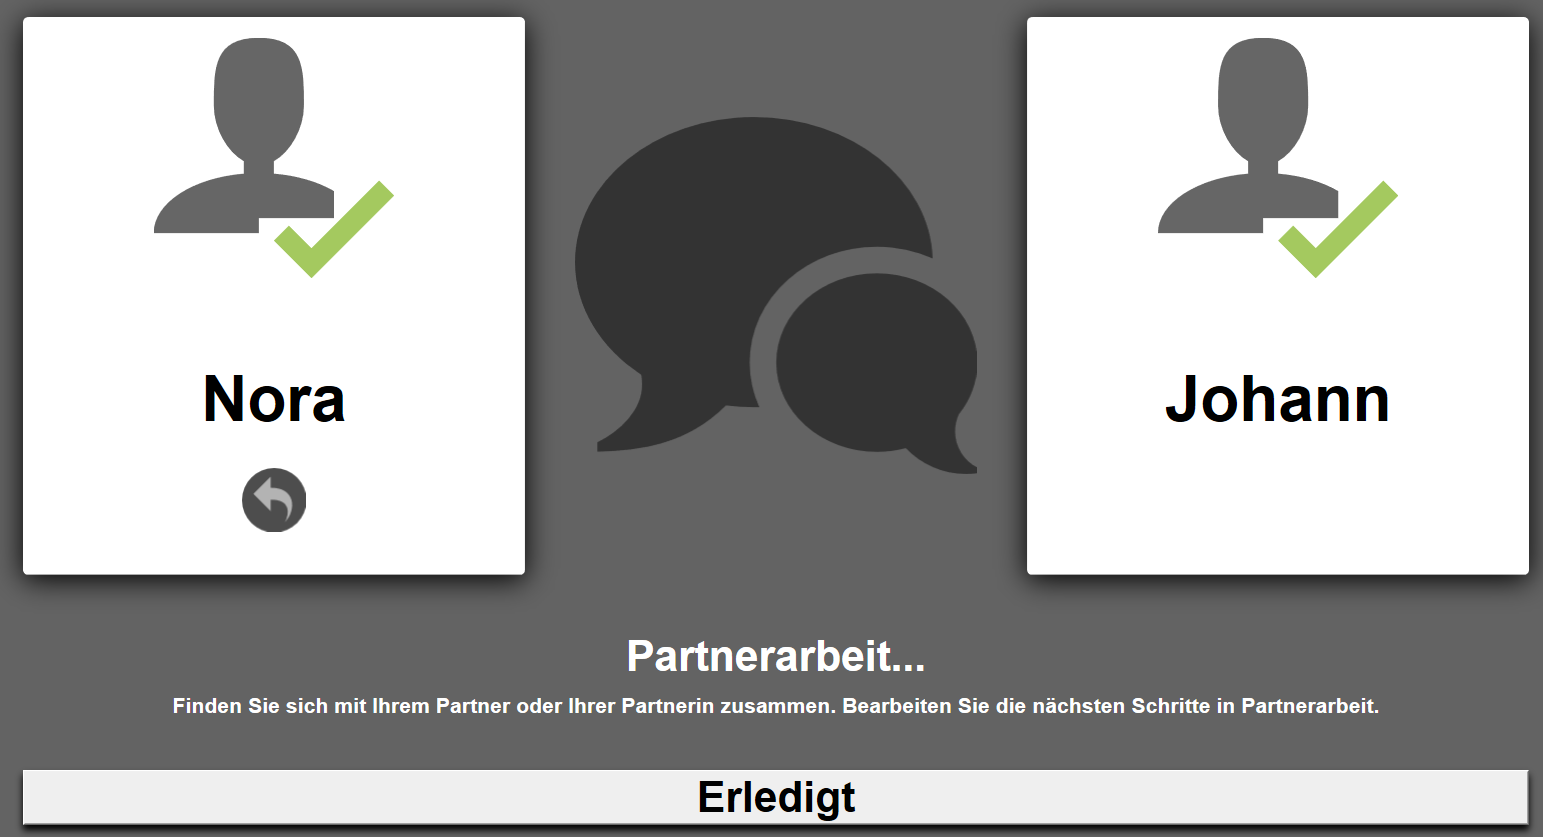 Nora
Johann
Partnerarbeit...
Finden Sie sich mit Ihrem Partner oder Ihrer Partnerin zusammen. Bearbeiten Sie die nächsten Schritte in Partnerarbeit.
Erledigt